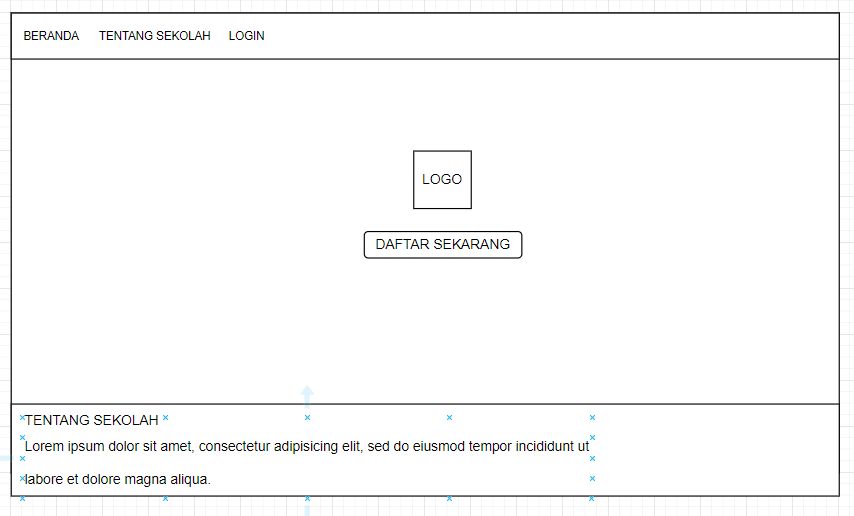 BERANDA TENTANG SEKOLAH LOGIN
LOGO
DAFTAR SEKARANG
TENTANG SEKOLAH
Lorem ipsum dolor sit amet, consectetur adipisicing elit, sed do eiusmod tempor incididunt ut
labore et dolore magna aliqua.